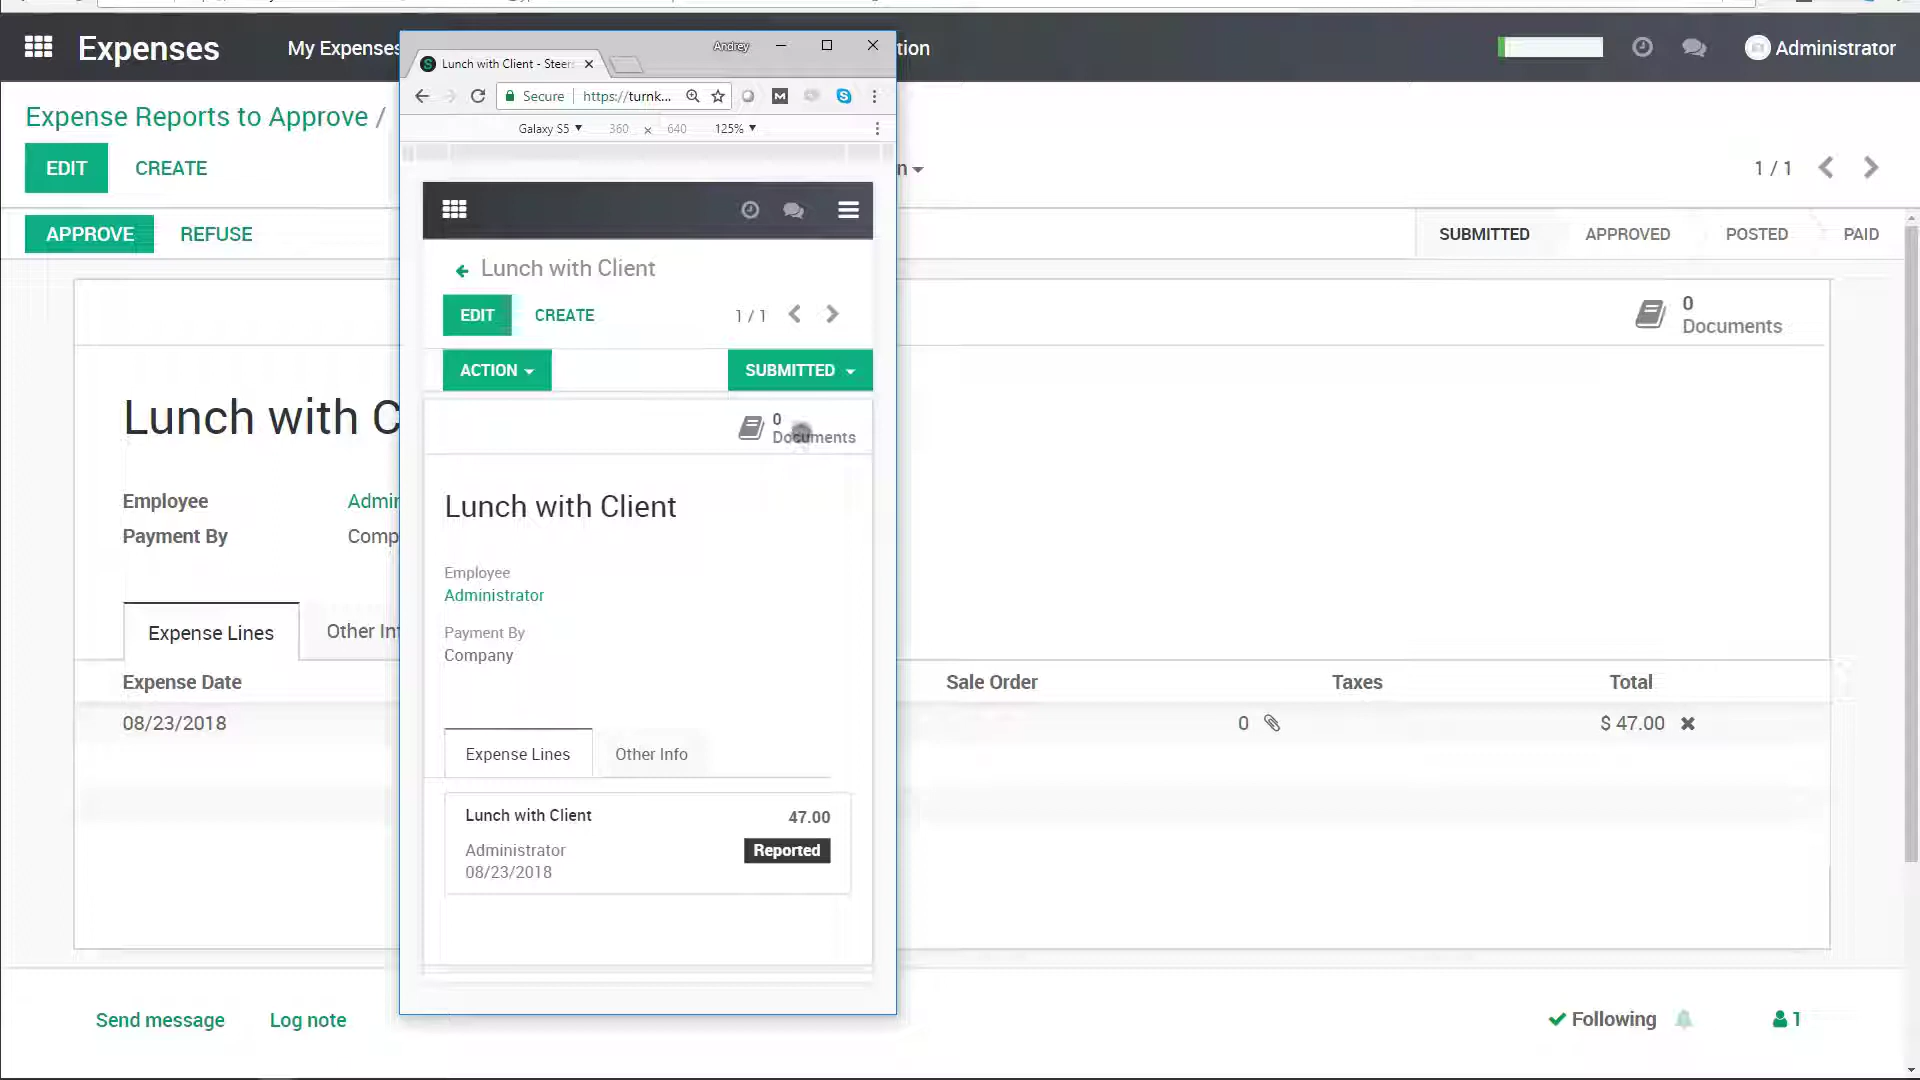 Expenses
My Expenses
tion
Administrator
Expense Reports to Approve /
EDIT
CREATE
n
1 / 1
APPROVE
REFUSE
SUBMITTED
APPROVED
POSTED
PAID
0
Documents
Lunch with C
Employee
Admin
Payment By
Comp
Expense Lines
Other Inf
Expense Date
Sale Order
Taxes
Total
08/23/2018
0
$ 47.00
Send message
Log note
Following
1
Andrey
Lunch with Client - Steer
Secure
https://turnk...
Galaxy S5
360
x
640
125%
Lunch with Client
EDIT
CREATE
1 / 1
ACTION
SUBMITTED
0
Documents
Lunch with Client
Employee
Administrator
Payment By
Company
Expense Lines
Other Info
Lunch with Client
47.00
Administrator
Reported
08/23/2018